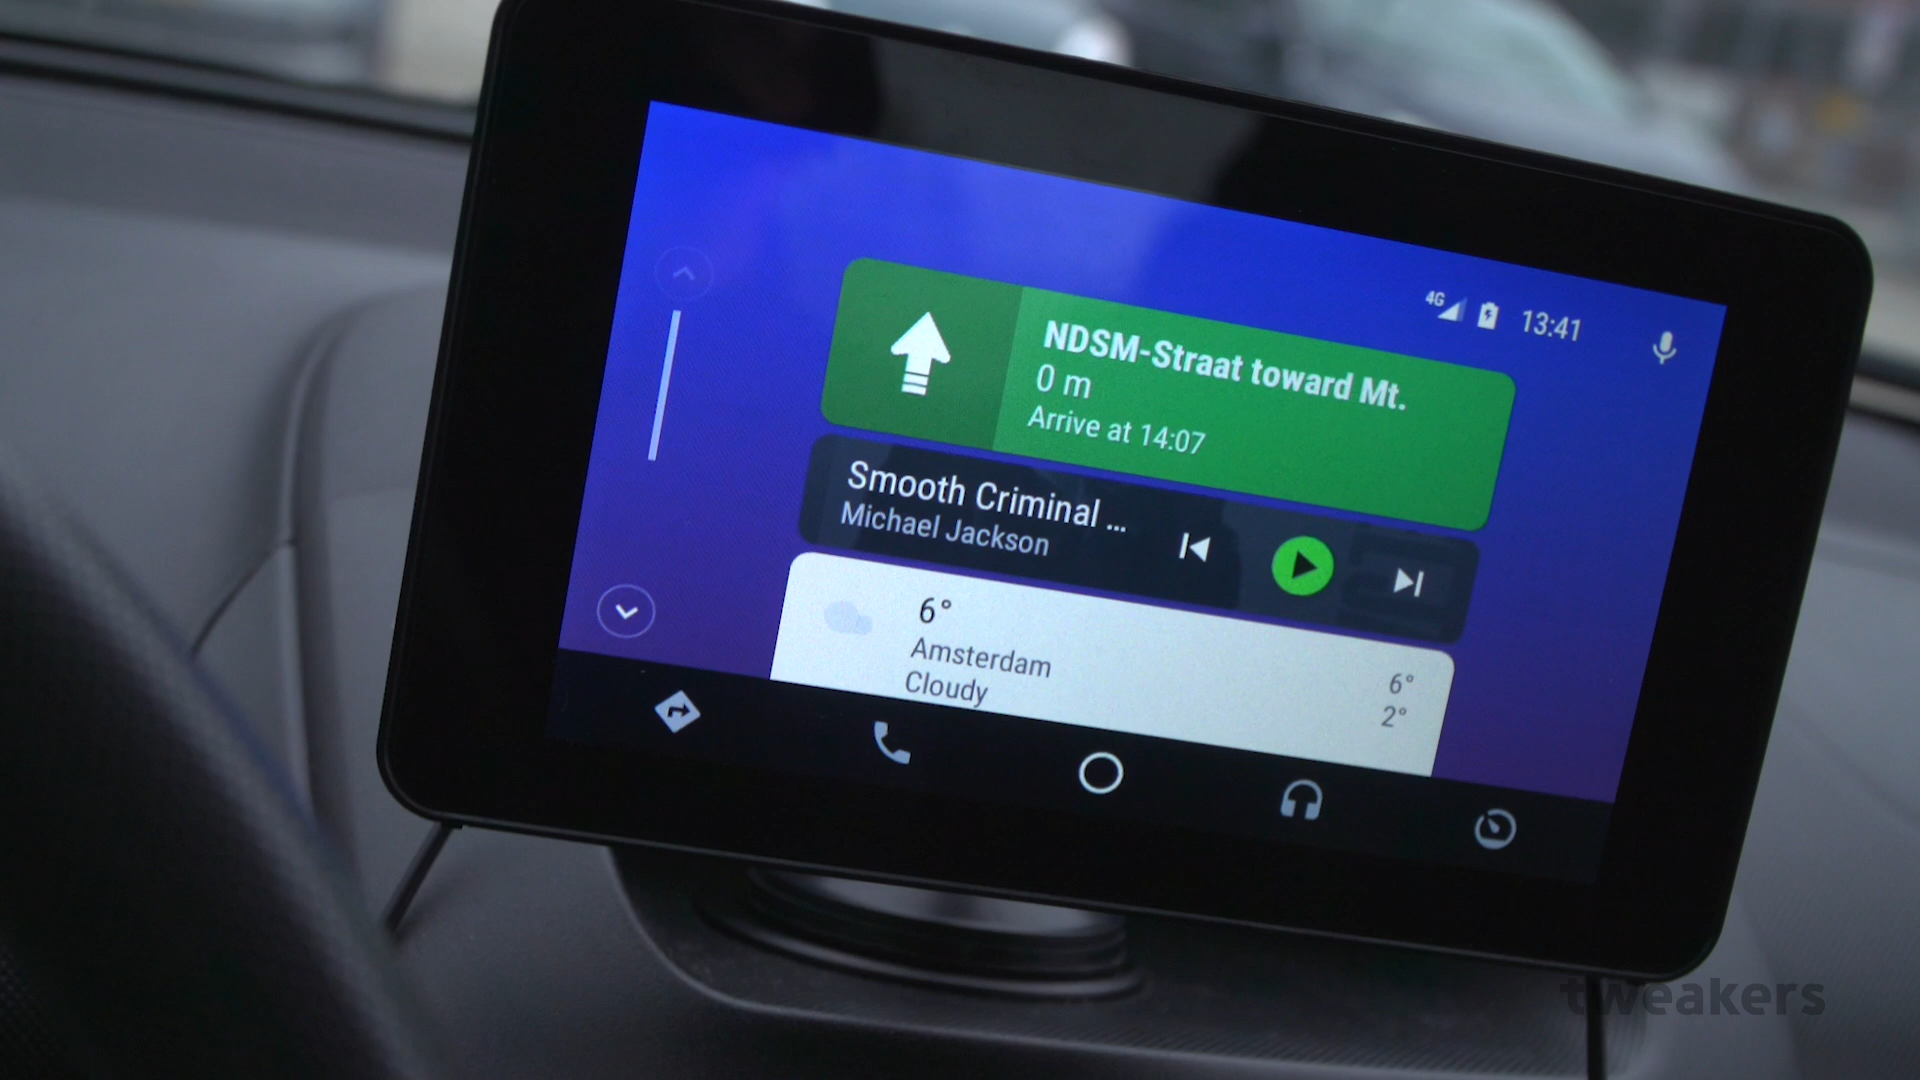 4G 13:41
NDSM-Straat toward Mt.
0 m
Arrive at 14:07
Smooth Criminal ...
Michael Jackson
6°
Amsterdam
Cloudy
6°
2°
tweakers